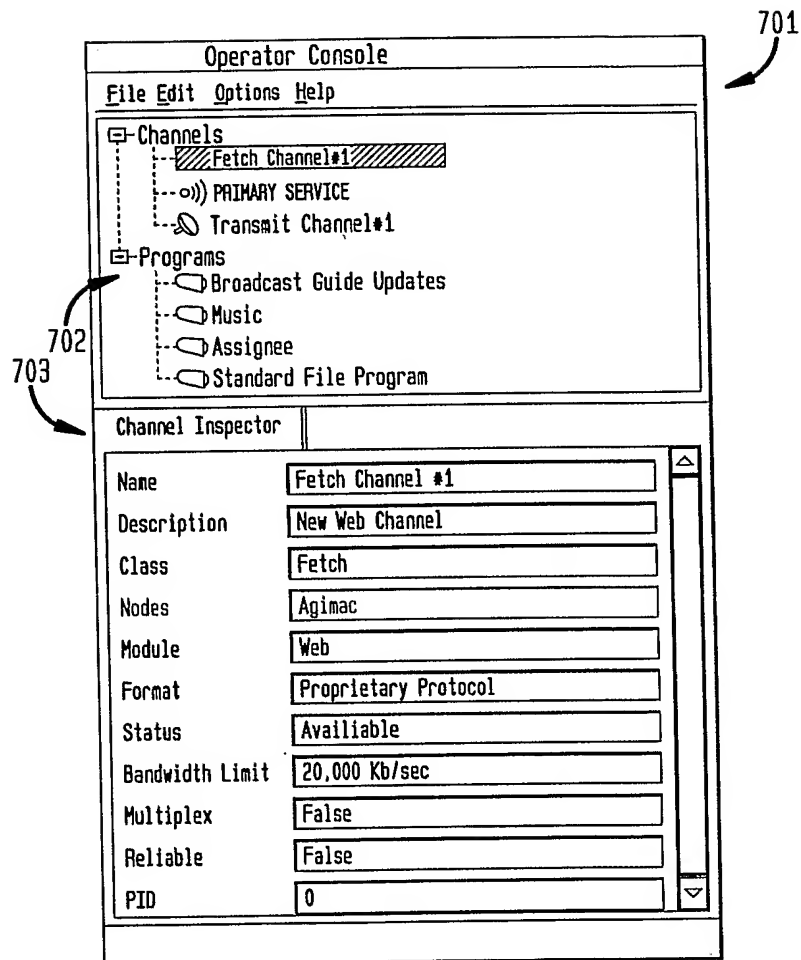 701
Operator Console
File Edit Options Help
Channels
Fetch Channel#1
PRIMARY SERVICE
Transmit Channel#1
Programs
Broadcast Guide Updates
Music
Assignee
Standard File Program
702
703
Channel Inspector
Name Fetch Channel #1
Description New Web Channel
Class Fetch
Nodes Agimac
Module Web
Format Proprietary Protocol
Status Availiable
Bandwidth Limit 20,000 Kb/sec
Multiplex False
Reliable False
PID 0